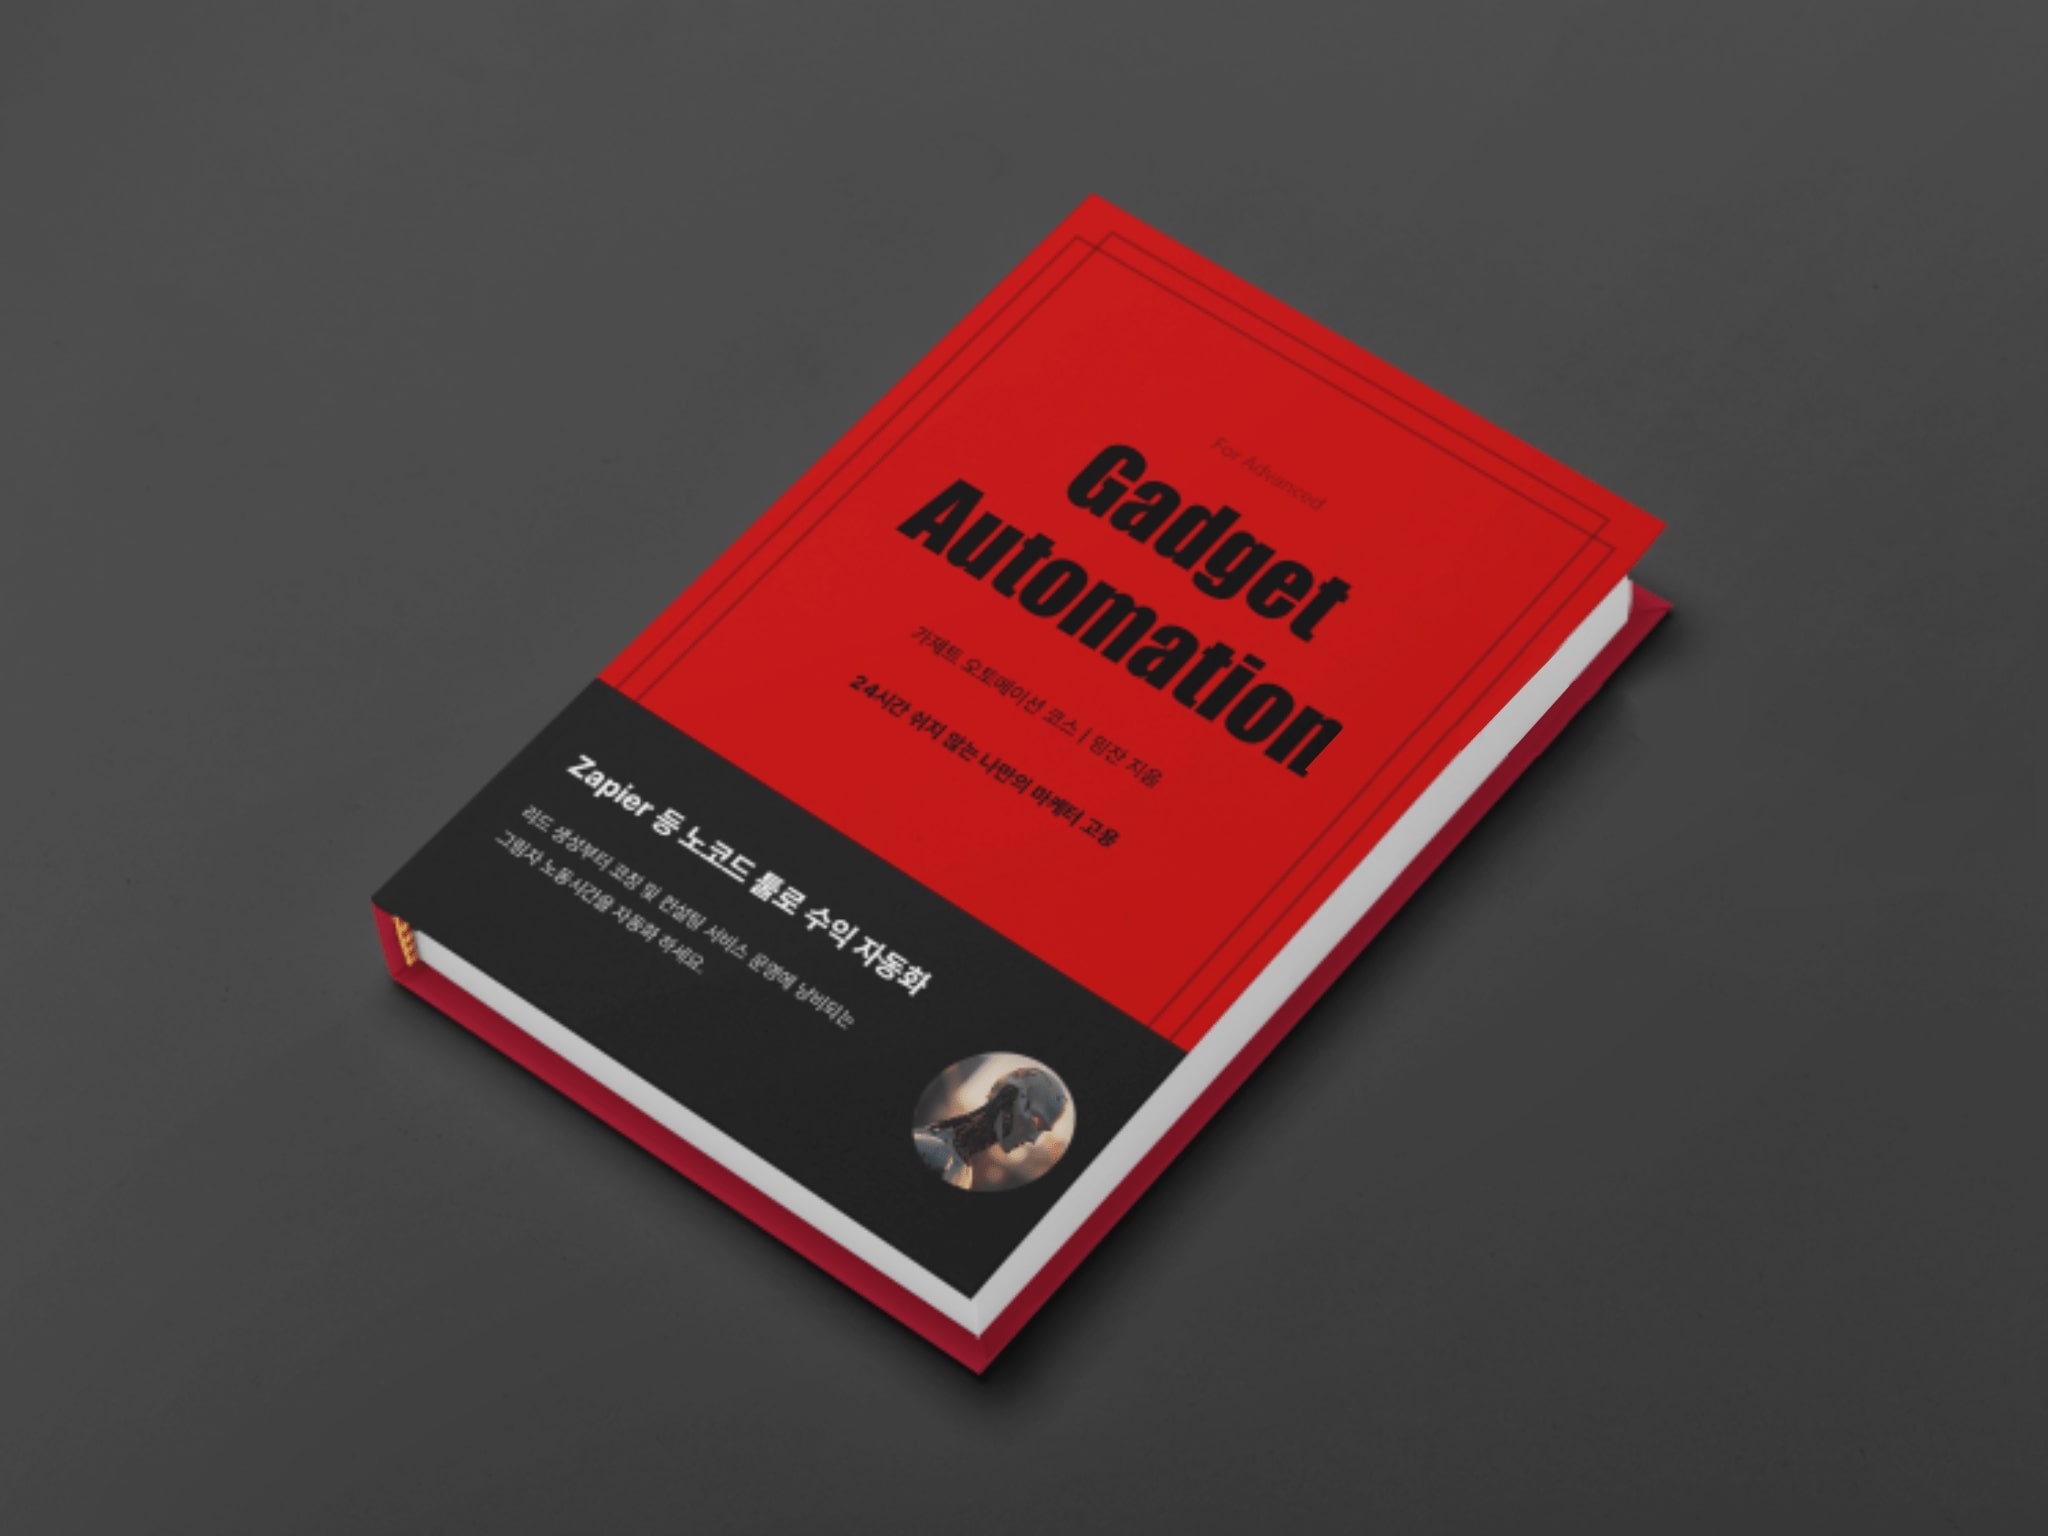 For Advanced
Gadget
Automation
가제트 오토메이션 코스 | 임잔 지음
24시간 쉬지 않는 나만의 마케터 고용
Zapier 등 노코드 툴로 수익 자동화
리드 생성부터 코칭 및 컨설팅 서비스 운영에 낭비되는
그림자 노동시간을 자동화 하세요.